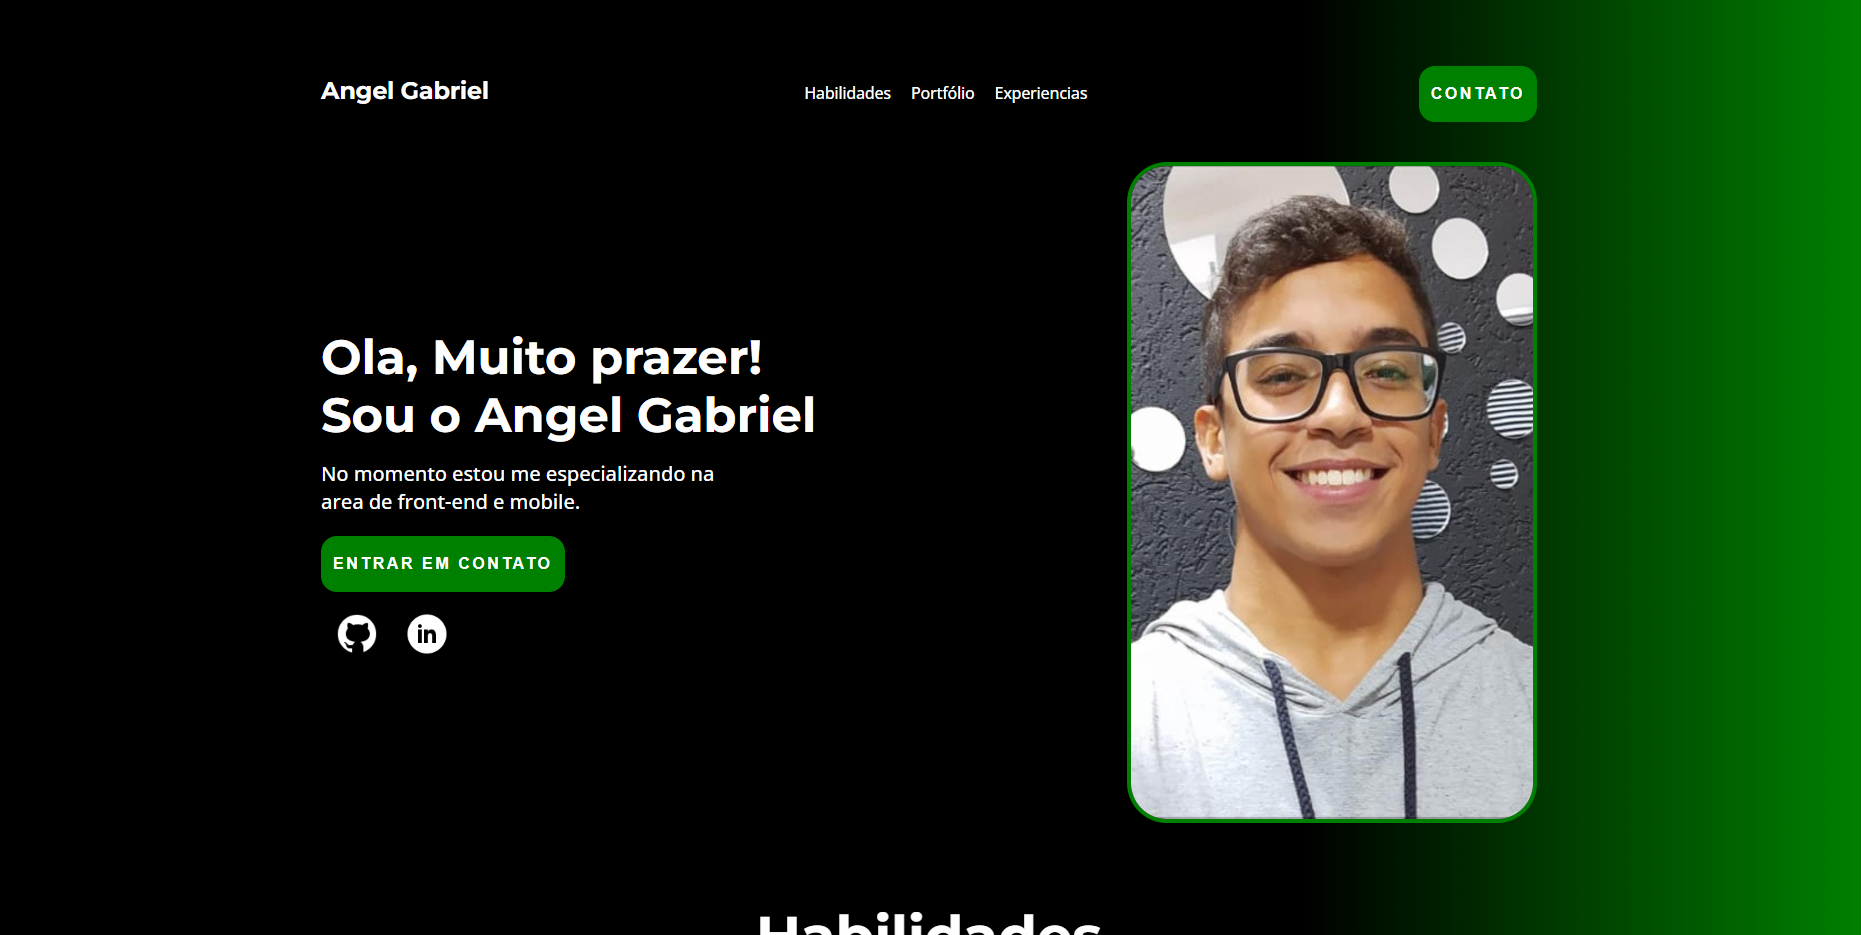 Angel Gabriel
Habilidades Portfólio Experiencias
CONTATO
Ola, Muito prazer!
Sou o Angel Gabriel
No momento estou me especializando na
area de front-end e mobile.
ENTRAR EM CONTATO
in
Habilidades